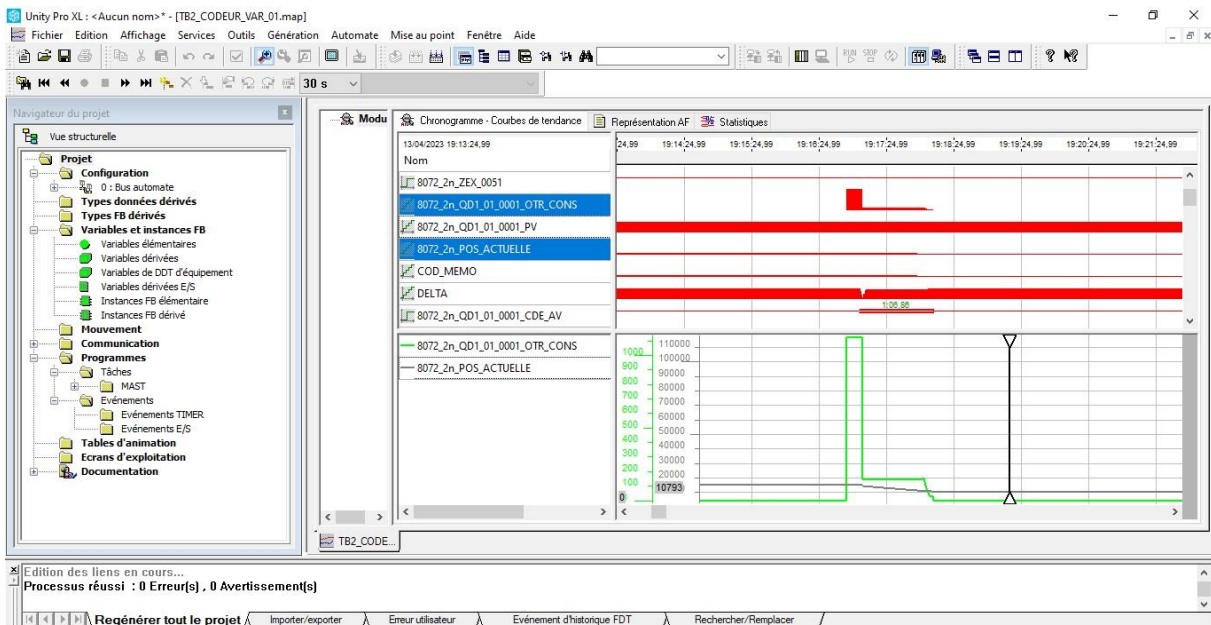 Unity Pro XL : <Aucun nom>* - [TB2_CODEUR_VAR_01.map]
Fichier Edition Affichage Services Outils Génération Automate Mise au point Fenêtre Aide
RUN STOP
30 s
Navigateur du projet
Vue structurelle
Projet
Configuration
0 : Bus automate
Types données dérivés
Types FB dérivés
Variables et instances FB
Variables élémentaires
Variables dérivées
Variables de DDT d'équipement
Variables dérivées E/S
Instances FB élémentaire
Instances FB dérivé
Mouvement
Communication
Programmes
Tâches
MAST
Evénements
Evénements TIMER
Evénements E/S
Tables d'animation
Ecrans d'exploitation
Documentation
Modu
Chronogramme - Courbes de tendance Représentation AF Statistiques
13/04/2023 19:13:24,99
Nom
24,99 19:14:24,99 19:15:24,99 19:16:24,99 19:17:24,99 19:18:24,99 19:19:24,99 19:20:24,99 19:21:24,99
8072_2n_ZEX_0051
8072_2n_QD1_01_0001_OTR_CONS
8072_2n_QD1_01_0001_PV
8072_2n_POS_ACTUELLE
COD_MEMO
DELTA
8072_2n_QD1_01_0001_CDE_AV
1:06,86
8072_2n_QD1_01_0001_OTR_CONS
8072_2n_POS_ACTUELLE
1000
900
800
700
600
500
400
300
200
100
0
110000
100000
90000
80000
70000
60000
50000
40000
30000
20000
10793
TB2_CODE...
Edition des liens en cours...
Processus réussi : 0 Erreur(s) , 0 Avertissement(s)
Regénérer tout le projet Importer/exporter Erreur utilisateur Evénement d'historique FDT Rechercher/Remplacer